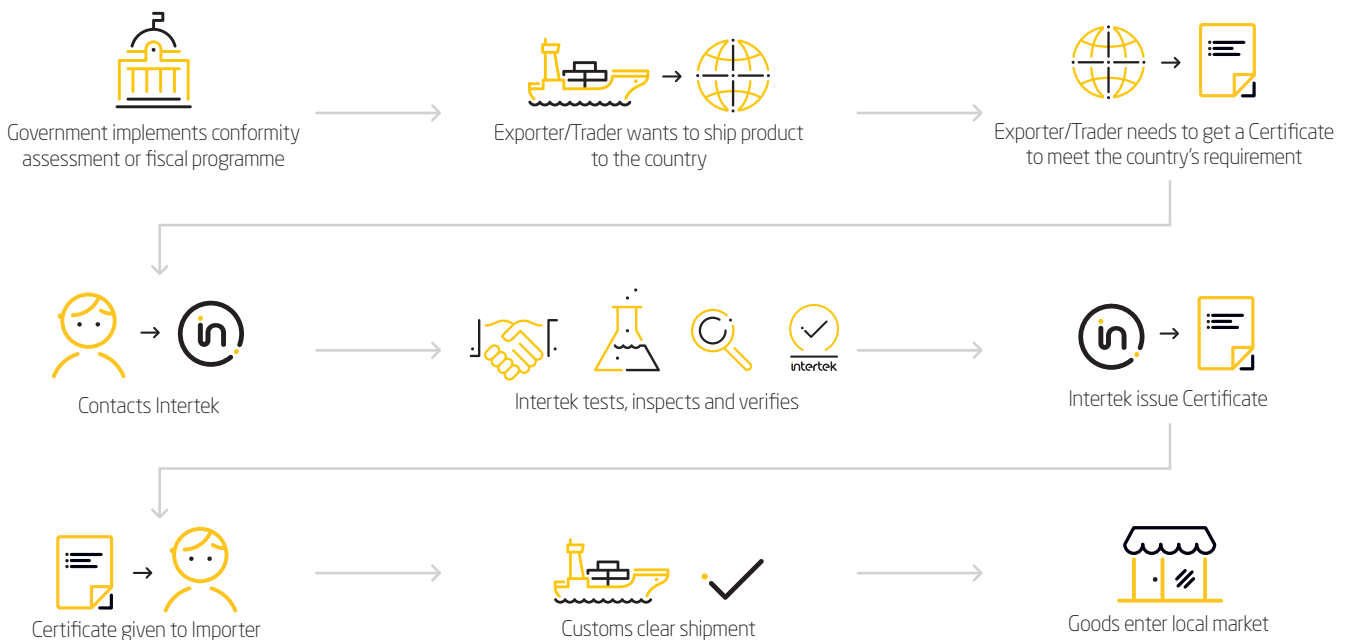 Government implements conformity
assessment or fiscal programme
Exporter/Trader wants to ship product
to the country
Exporter/Trader needs to get a Certificate
to meet the country's requirement
in
Contacts Intertek
intertek
Intertek tests, inspects and verifies
in
Intertek issue Certificate
Certificate given to Importer
Customs clear shipment
Goods enter local market